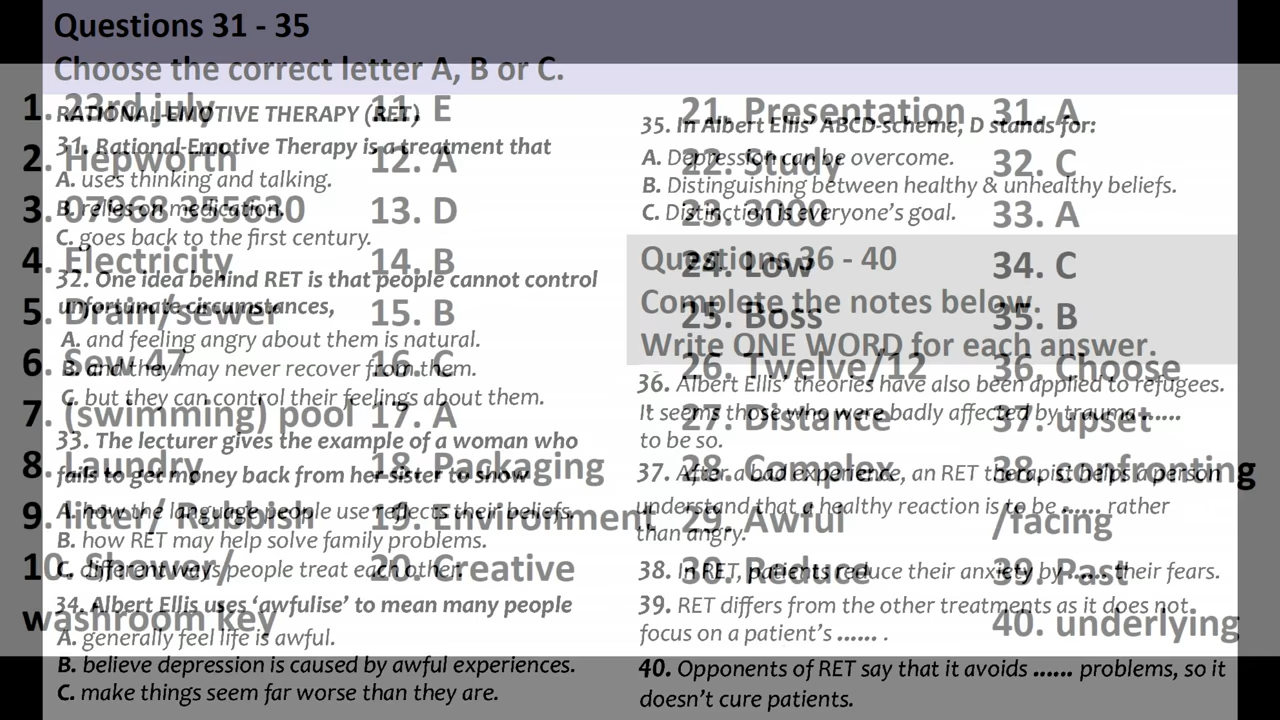 Questions 31 - 35
Choose the correct letter A, B or C.
RATIONAL-EMOTIVE THERAPY (RET)
31. Rational-Emotive Therapy is a treatment that
A. uses thinking and talking.
B. relies on medication.
C. goes back to the first century.
32. One idea behind RET is that people cannot control
unfortunate circumstances,
A. and feeling angry about them is natural.
B. and they may never recover from them.
C. but they can control their feelings about them.
33. The lecturer gives the example of a woman who
fails to get money back from her sister to show
A. how the language people use reflects their beliefs.
B. how RET may help solve family problems.
C. different ways people treat each other.
34. Albert Ellis uses ‘awfulise’ to mean many people
A. generally feel life is awful.
B. believe depression is caused by awful experiences.
C. make things seem far worse than they are.
35. In Albert Ellis’ ABCD-scheme, D stands for:
A. Depression can be overcome.
B. Distinguishing between healthy & unhealthy beliefs.
C. Distinction is everyone’s goal.
Questions 36 - 40
Complete the notes below.
Write ONE WORD for each answer.
36. Albert Ellis’ theories have also been applied to refugees.
It seems those who were badly affected by trauma ......
to be so.
37. After a bad experience, an RET therapist helps a person
understand that a healthy reaction is to be ...... rather
than angry.
38. In RET, patients reduce their anxiety by ...... their fears.
39. RET differs from the other treatments as it does not
focus on a patient’s ...... .
40. Opponents of RET say that it avoids ...... problems, so it
doesn’t cure patients.
1. 23rd july
2. Hepworth
3. 07968 355630
4. Electricity
5. Drain/sewer
6. Sew 47
7. (swimming) pool
8. Laundry
9. litter/ Rubbish
10. Shower/
washroom key
11. E
12. A
13. D
14. B
15. B
16. C
17. A
18. Packaging
19. Environment
20. Creative
21. Presentation
22. Study
23. 3000
24. Low
25. Boss
26. Twelve/12
27. Distance
28. Complex
29. Awful
30. Reduced
31. A
32. C
33. A
34. C
35. B
36. Choose
37. upset
38. confronting
/facing
39. Past
40. underlying